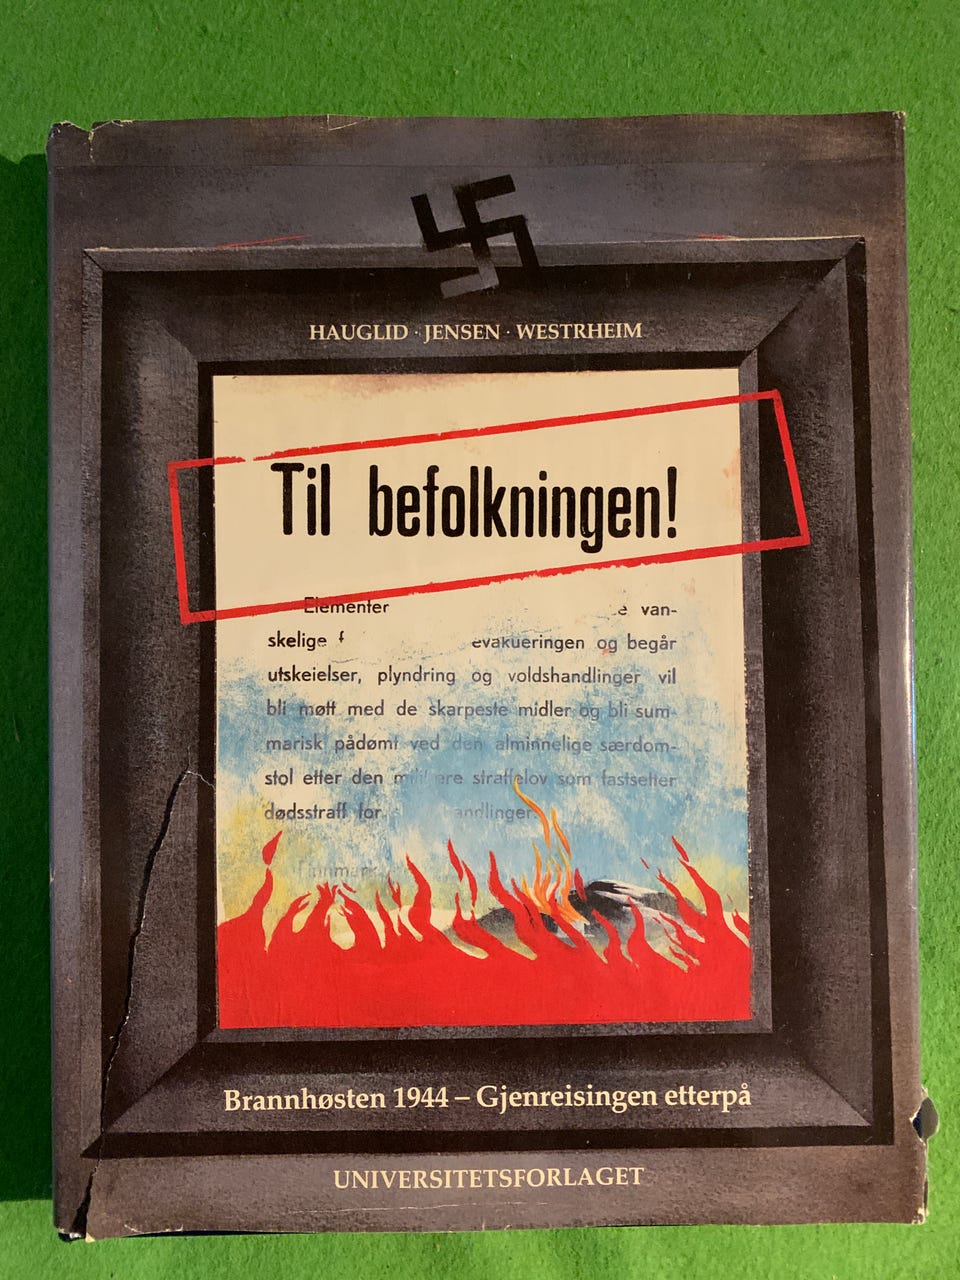 HAUGLID · JENSEN · WESTRHEIM
Til befolkningen!
Elementer van-
skelige evakueringen og begår
utskeielser, plyndring og voldshandlinger vil
bli møtt med de skarpeste midler og bli sum-
marisk pådømt ved den alminnelige særdom-
stol etter den straffelov som fastsetter
dødsstraff for
Brannhøsten 1944 – Gjenreisingen etterpå
UNIVERSITETSFORLAGET